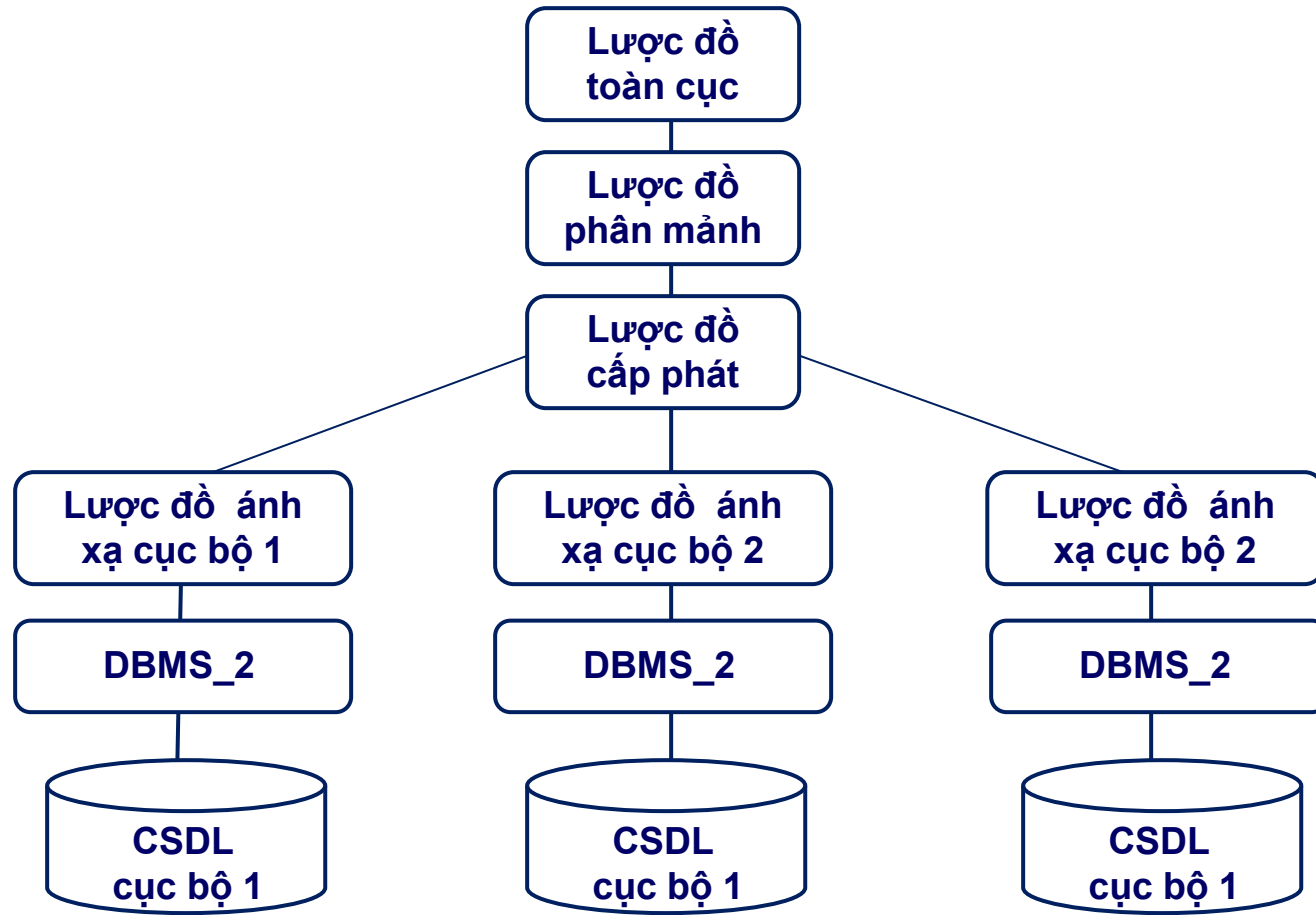 Lược đồ
toàn cục
Lược đồ
phân mảnh
Lược đồ
cấp phát
Lược đồ ánh
xạ cục bộ 1
Lược đồ ánh
xạ cục bộ 2
Lược đồ ánh
xạ cục bộ 2
DBMS_2
DBMS_2
DBMS_2
CSDL
cục bộ 1
CSDL
cục bộ 1
CSDL
cục bộ 1